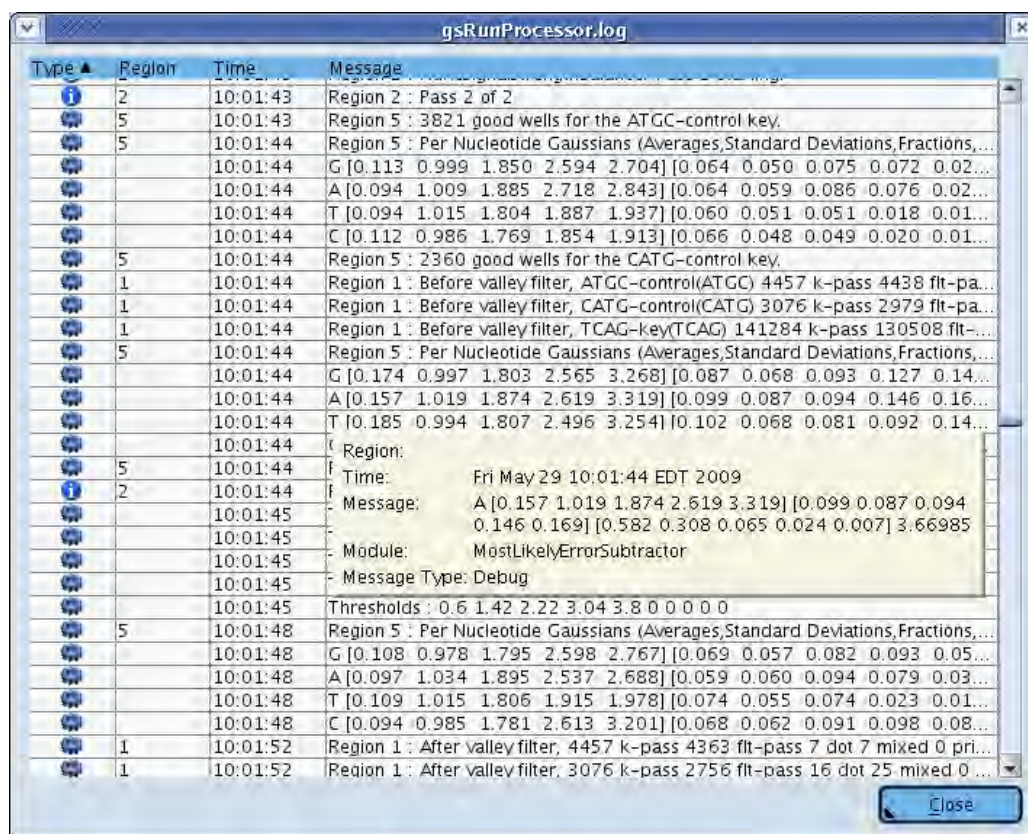 gsRunProcessor.log
Type Region Time Message
2 10:01:43 Region 2 : Pass 2 of 2
5 10:01:43 Region 5 : 3821 good wells for the ATGC-control key.
5 10:01:44 Region 5 : Per Nucleotide Gaussians (Averages,Standard Deviations,Fractions,...
10:01:44 G [0.113 0.999 1.850 2.594 2.704] [0.064 0.050 0.075 0.072 0.02...
10:01:44 A [0.094 1.009 1.885 2.718 2.843] [0.064 0.059 0.086 0.076 0.02...
10:01:44 T [0.094 1.015 1.804 1.887 1.937] [0.060 0.051 0.051 0.018 0.01...
10:01:44 C [0.112 0.986 1.769 1.854 1.913] [0.066 0.048 0.049 0.020 0.01...
5 10:01:44 Region 5 : 2360 good wells for the CATG-control key.
1 10:01:44 Region 1 : Before valley filter, ATGC-control(ATGC) 4457 k-pass 4438 flt-pa...
1 10:01:44 Region 1 : Before valley filter, CATG-control(CATG) 3076 k-pass 2979 flt-pa...
1 10:01:44 Region 1 : Before valley filter, TCAG-key(TCAG) 141284 k-pass 130508 flt-...
5 10:01:44 Region 5 : Per Nucleotide Gaussians (Averages,Standard Deviations,Fractions,...
10:01:44 G [0.174 0.997 1.803 2.565 3.268] [0.087 0.068 0.093 0.127 0.14...
10:01:44 A [0.157 1.019 1.874 2.619 3.319] [0.099 0.087 0.094 0.146 0.16...
10:01:44 T [0.185 0.994 1.807 2.496 3.254] [0.102 0.068 0.081 0.092 0.14...
10:01:44
5 10:01:44
2 10:01:44
10:01:45
10:01:45
10:01:45
10:01:45
Region:
Time: Fri May 29 10:01:44 EDT 2009
Message: A [0.157 1.019 1.874 2.619 3.319] [0.099 0.087 0.094
0.146 0.169] [0.582 0.308 0.065 0.024 0.007] 3.66985
Module: MostLikelyErrorSubtractor
Message Type: Debug
10:01:45 Thresholds : 0.6 1.42 2.22 3.04 3.8 0 0 0 0 0
5 10:01:48 Region 5 : Per Nucleotide Gaussians (Averages,Standard Deviations,Fractions,...
10:01:48 G [0.108 0.978 1.795 2.598 2.767] [0.069 0.057 0.082 0.093 0.05...
10:01:48 A [0.097 1.034 1.895 2.537 2.688] [0.059 0.060 0.094 0.079 0.03...
10:01:48 T [0.109 1.015 1.806 1.915 1.978] [0.074 0.055 0.074 0.023 0.01...
10:01:48 C [0.094 0.985 1.781 2.613 3.201] [0.068 0.062 0.091 0.098 0.08...
1 10:01:52 Region 1 : After valley filter, 4457 k-pass 4363 flt-pass 7 dot 7 mixed 0 pri...
1 10:01:52 Region 1 : After valley filter, 3076 k-pass 2756 flt-pass 16 dot 25 mixed 0 ...
Close